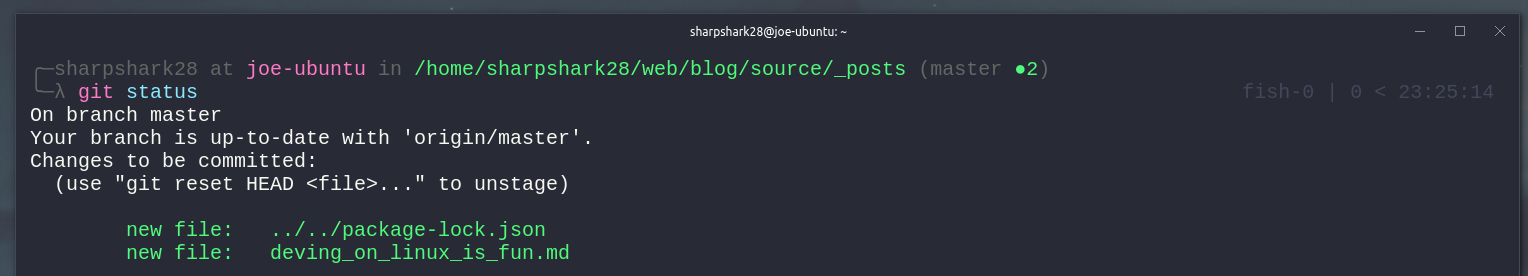 sharpshark28@joe-ubuntu: ~
sharpshark28 at joe-ubuntu in /home/sharpshark28/web/blog/source/_posts (master ●2)
λ git status fish-0 | 0 < 23:25:14
On branch master
Your branch is up-to-date with 'origin/master'.
Changes to be committed:
(use "git reset HEAD <file>..." to unstage)
new file: ../../package-lock.json
new file: deving_on_linux_is_fun.md